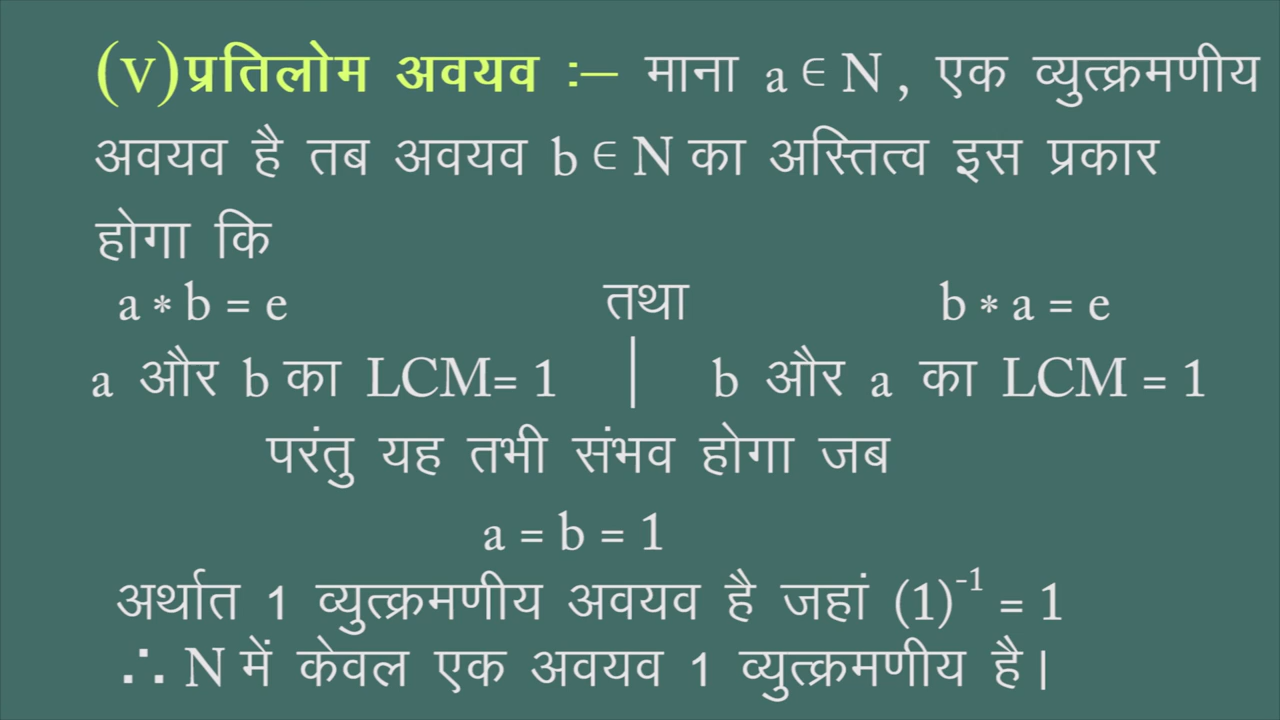 (v)प्रतिलोम अवयव :– माना a ∈ N , एक व्युत्क्रमणीय
अवयव है तब अवयव b ∈ N का अस्तित्व इस प्रकार
होगा कि
a * b = e तथा b * a = e
a और b का LCM= 1 | b और a का LCM = 1
परंतु यह तभी संभव होगा जब
a = b = 1
अर्थात 1 व्युत्क्रमणीय अवयव है जहां (1)⁻¹ = 1
∴ N में केवल एक अवयव 1 व्युत्क्रमणीय है।